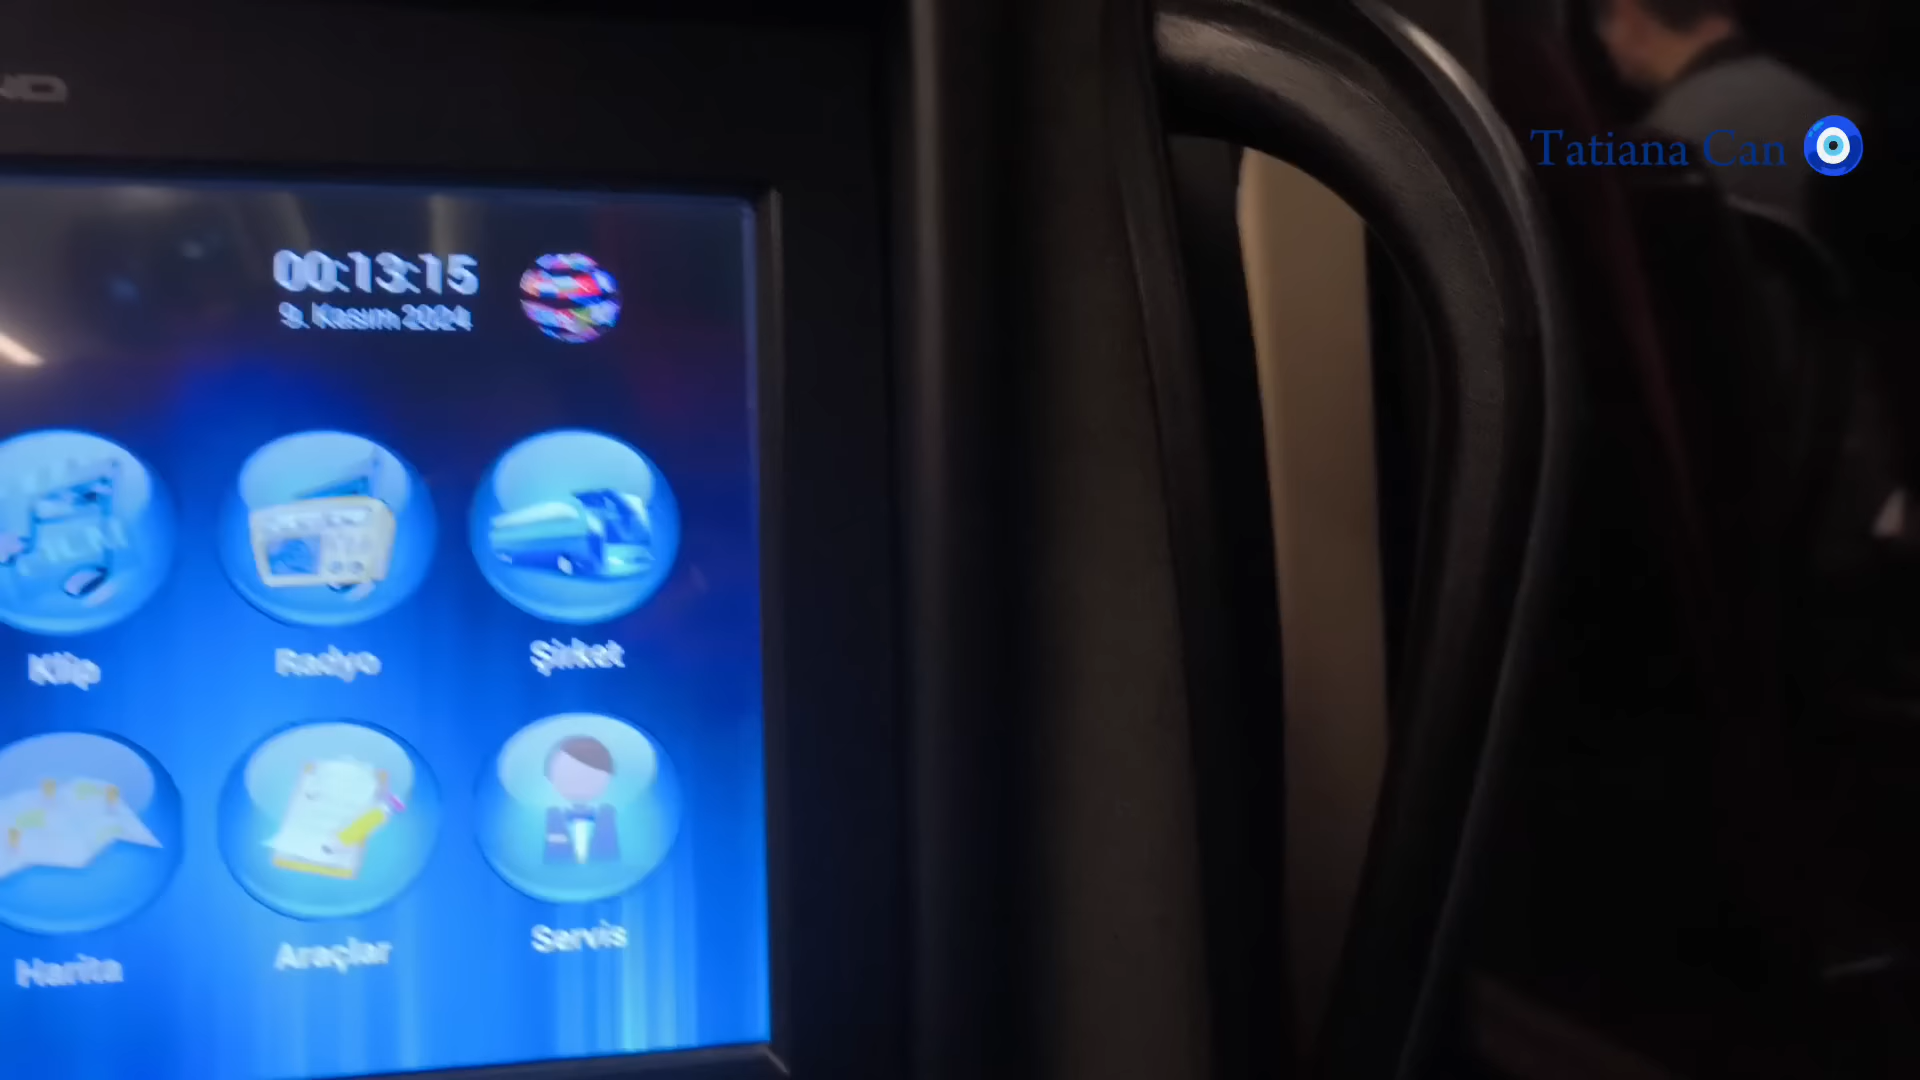 Tatiana Can
00:13:15
9. Kasım 2024
Klip
Radyo
Şirket
Harita
Araçlar
Servis